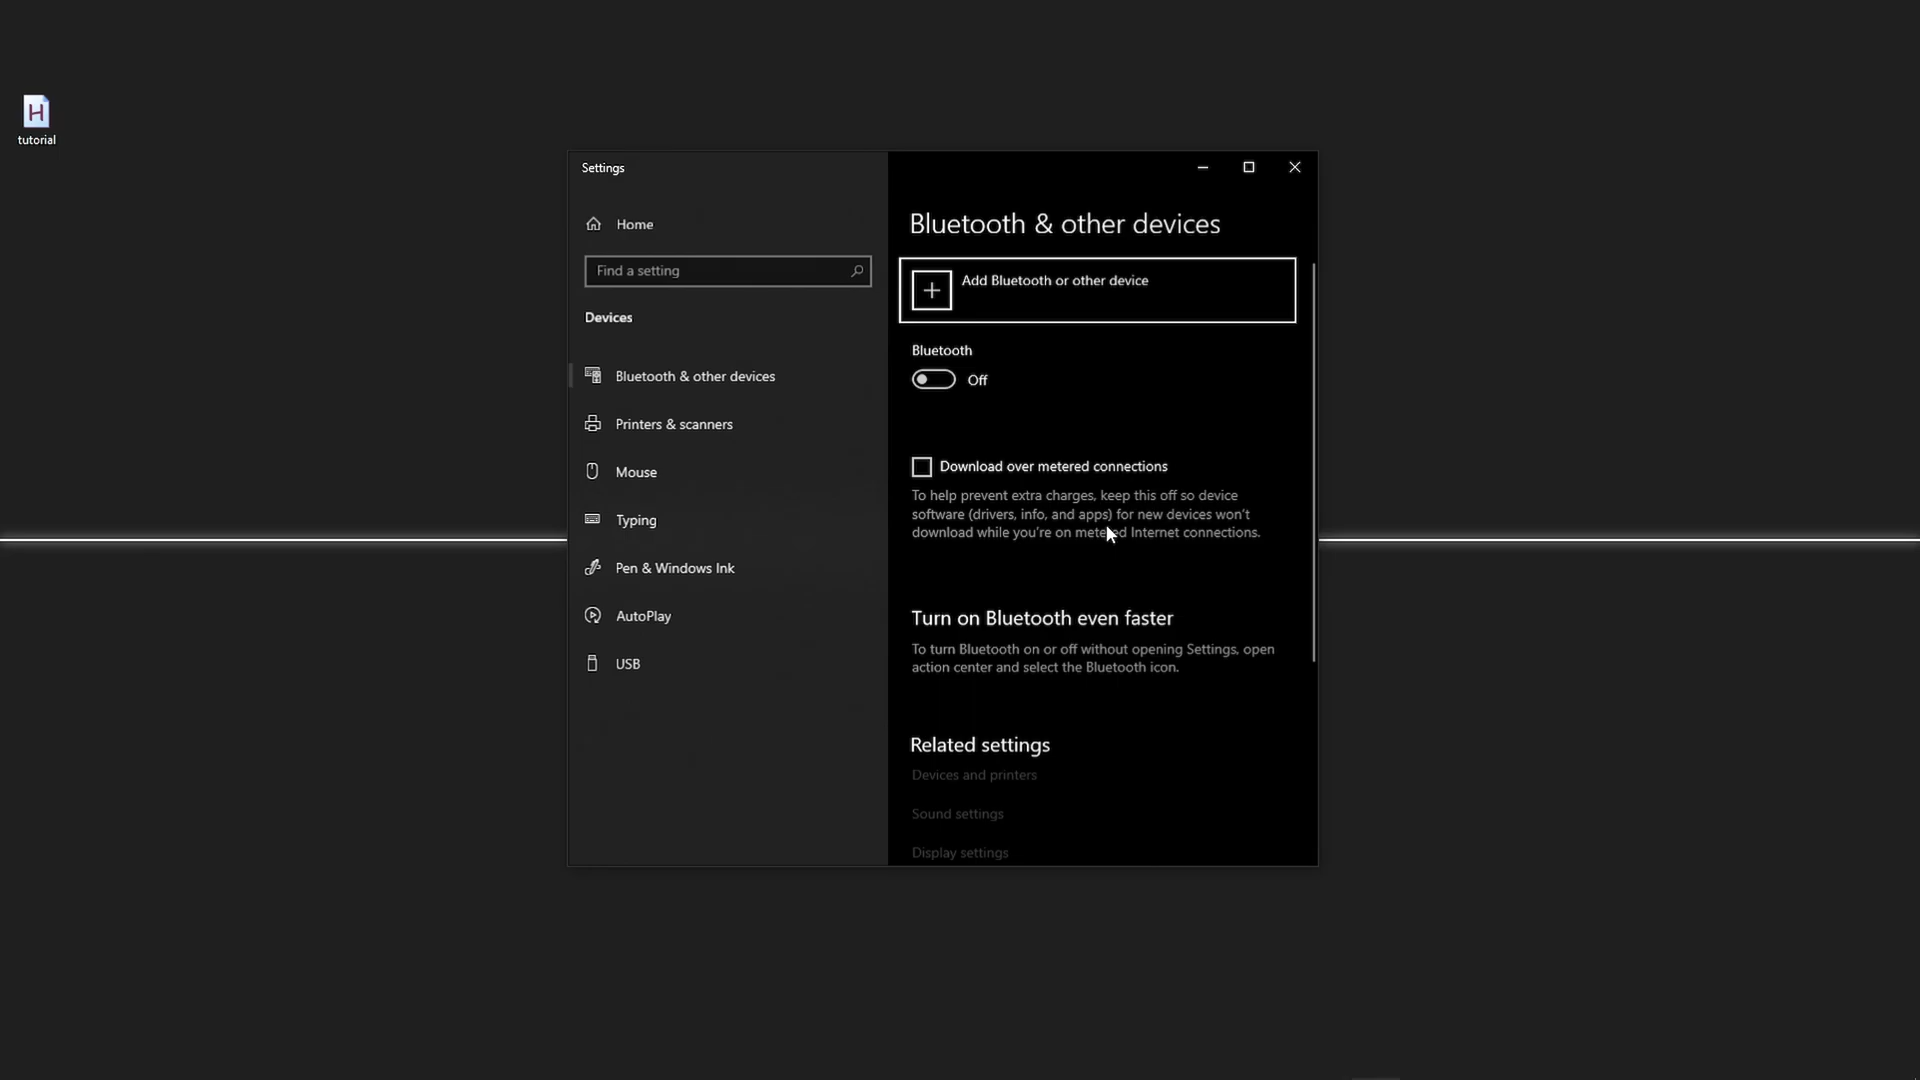 H
tutorial
Settings
Home
Find a setting
Devices
Bluetooth & other devices
Printers & scanners
Mouse
Typing
Pen & Windows Ink
AutoPlay
USB
Bluetooth & other devices
Add Bluetooth or other device
Bluetooth
Off
Download over metered connections
To help prevent extra charges, keep this off so device
software (drivers, info, and apps) for new devices won't
download while you're on metered Internet connections.
Turn on Bluetooth even faster
To turn Bluetooth on or off without opening Settings, open
action center and select the Bluetooth icon.
Related settings
Devices and printers
Sound settings
Display settings